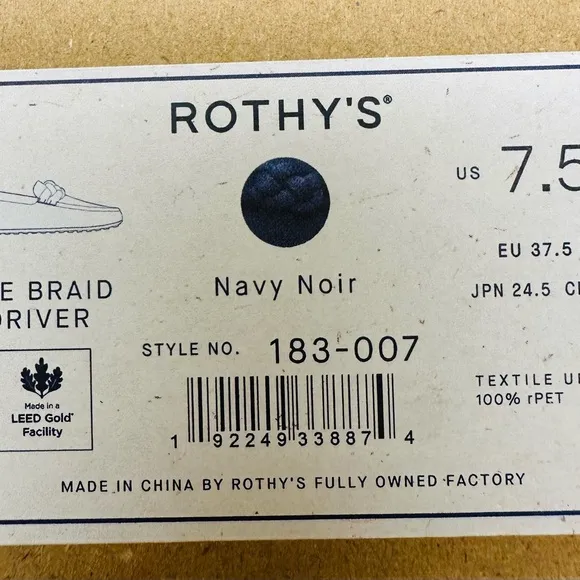 ROTHY'S®
US 7.5
EU 37.5
JPN 24.5
Navy Noir
E BRAID
DRIVER
STYLE NO. 183-007
Made in a
LEED Gold®
Facility
1 92249 33887 4
TEXTILE
100% rPET
MADE IN CHINA BY ROTHY'S FULLY OWNED FACTORY